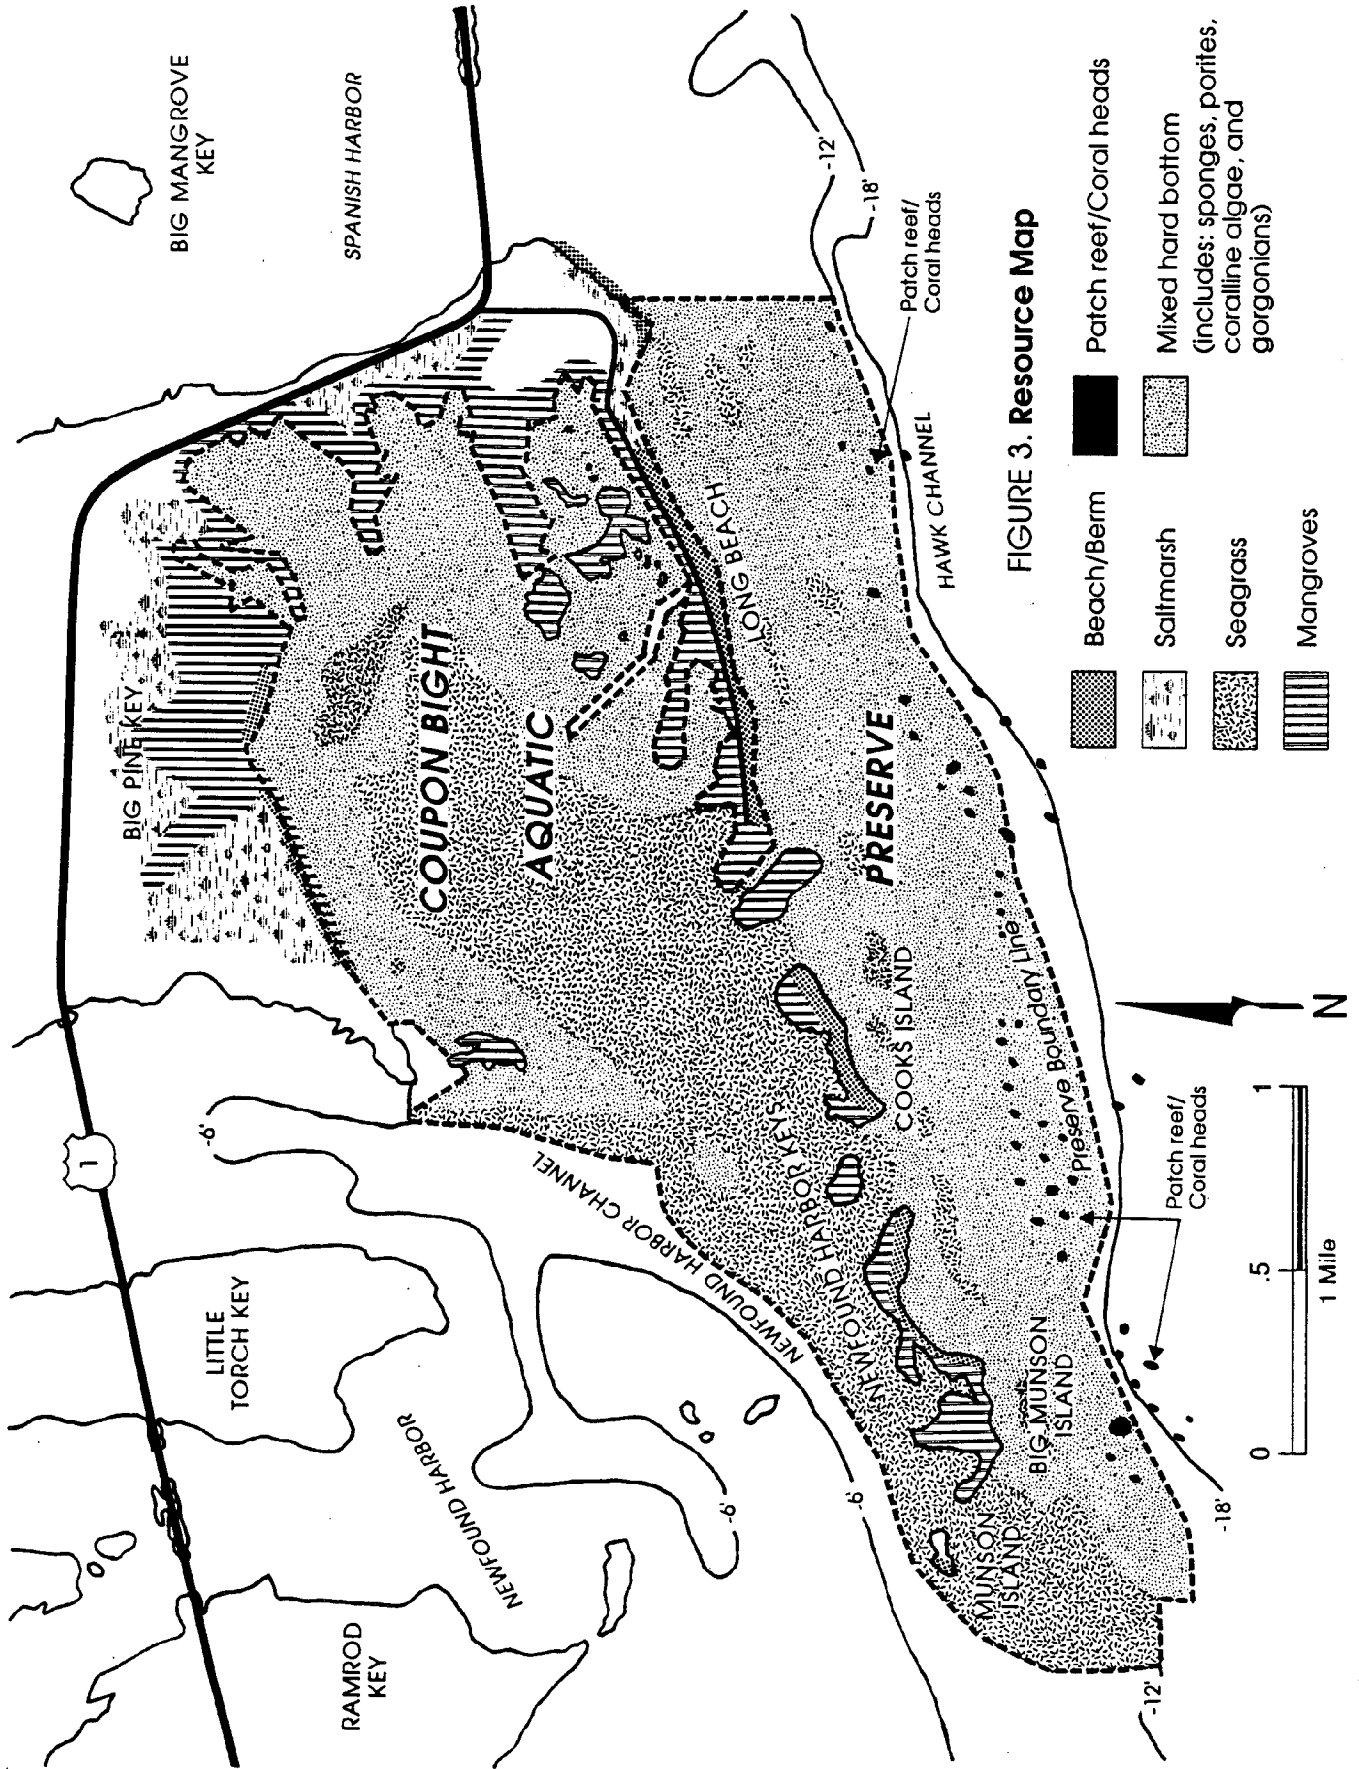 BIG MANGROVE
KEY
SPANISH HARBOR
BIG PINE KEY
1
LITTLE
TORCH KEY
RAMROD
KEY
NEWFOUND HARBOR
-6'
-6'
-6'
NEWFOUND HARBOR CHANNEL
NEWFOUND HARBOR KEYS
COUPON BIGHT
AQUATIC
PRESERVE
LONG BEACH
COOKS ISLAND
BIG MUNSON
ISLAND
MUNSON
ISLAND
Preserve Boundary Line
HAWK CHANNEL
Patch reef/
Coral heads
Patch reef/
Coral heads
-12'
-18'
-12'
-18'
N
0
.5
1
1 Mile
FIGURE 3. Resource Map
Beach/Berm
Saltmarsh
Seagrass
Mangroves
Patch reef/Coral heads
Mixed hard bottom
(includes: sponges, porites,
coralline algae, and
gorgonians)